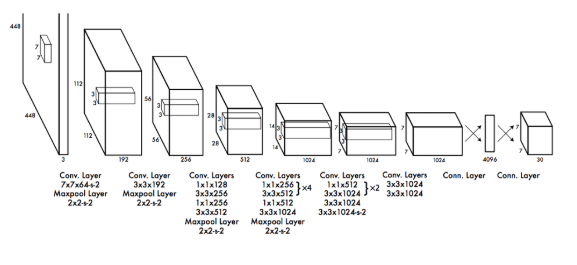 448
448
7
7
3
112
112
3
3
192
56
56
3
3
256
28
28
3
3
512
14
14
3
3
1024
7
7
3
3
1024
7
7
1024
4096
7
7
30
Conv. Layer
7x7x64-s-2
Maxpool Layer
2x2-s-2
Conv. Layer
3x3x192
Maxpool Layer
2x2-s-2
Conv. Layers
1x1x128
3x3x256
1x1x256
3x3x512
Maxpool Layer
2x2-s-2
Conv. Layers
1x1x256
3x3x512
}×4
1x1x512
3x3x1024
Maxpool Layer
2x2-s-2
Conv. Layers
1x1x512
3x3x1024
}×2
3x3x1024
3x3x1024-s-2
Conv. Layers
3x3x1024
3x3x1024
Conn. Layer
Conn. Layer